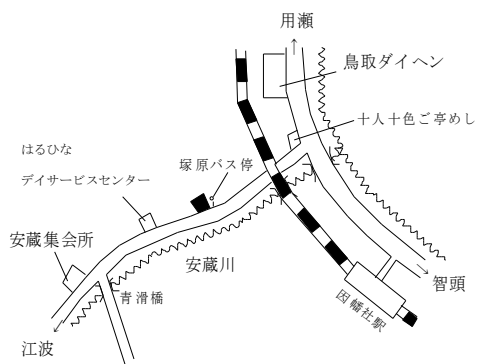 用瀬
鳥取ダイヘン
十人十色ご亭めし
はるひな
デイサービスセンター
塚原バス停
安蔵集会所
安蔵川
智頭
青滑橋
因幡社駅
江波